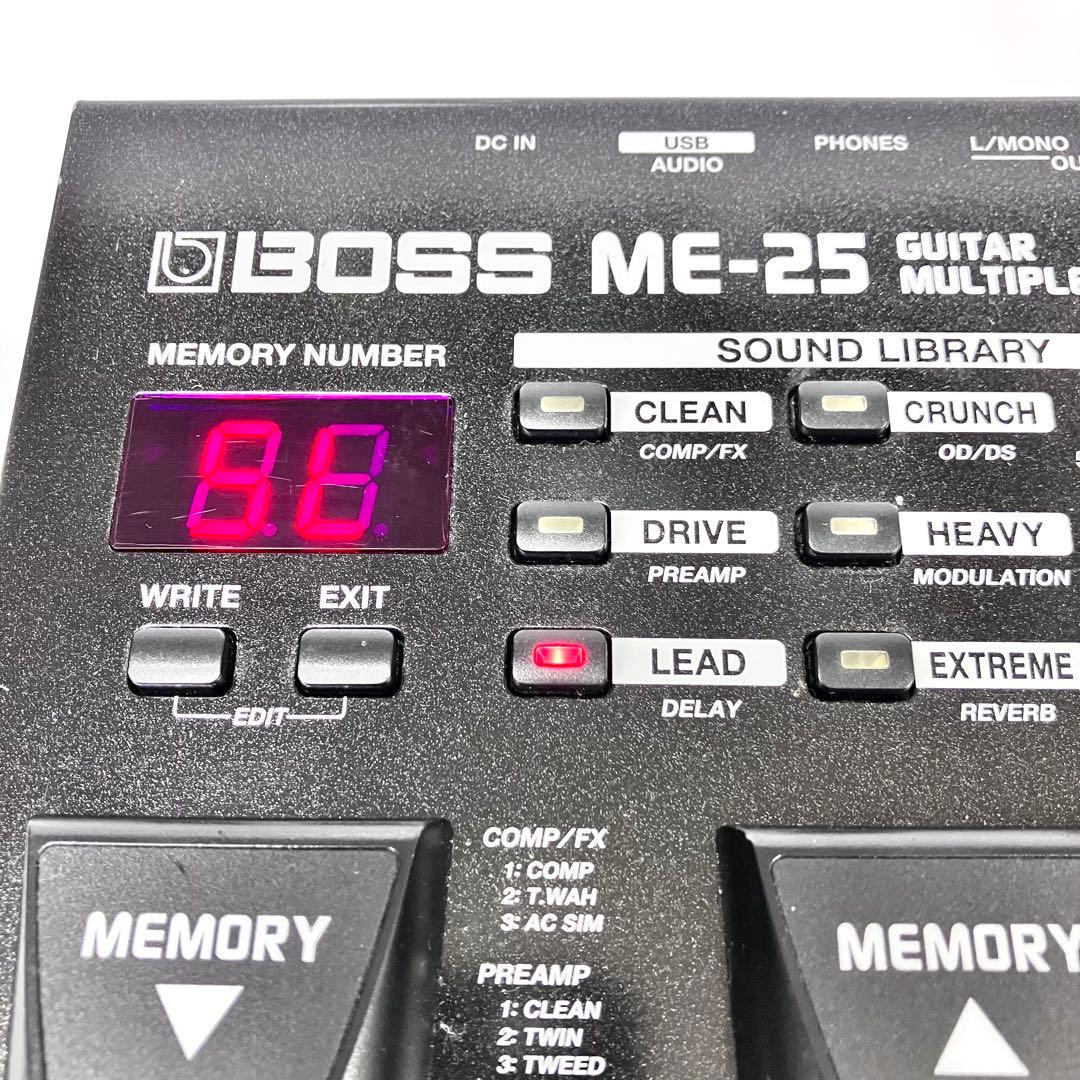 DC IN
USB
AUDIO
PHONES
L/MONO
BOSS ME-25 GUITAR
MULTIPLE
MEMORY NUMBER
SOUND LIBRARY
CLEAN
CRUNCH
COMP/FX
OD/DS
DRIVE
HEAVY
PREAMP
MODULATION
WRITE EXIT
LEAD
EXTREME
EDIT
DELAY
REVERB
COMP/FX
1: COMP
2: T.WAH
3: AC SIM
MEMORY
MEMORY
PREAMP
1: CLEAN
2: TWIN
3: TWEED